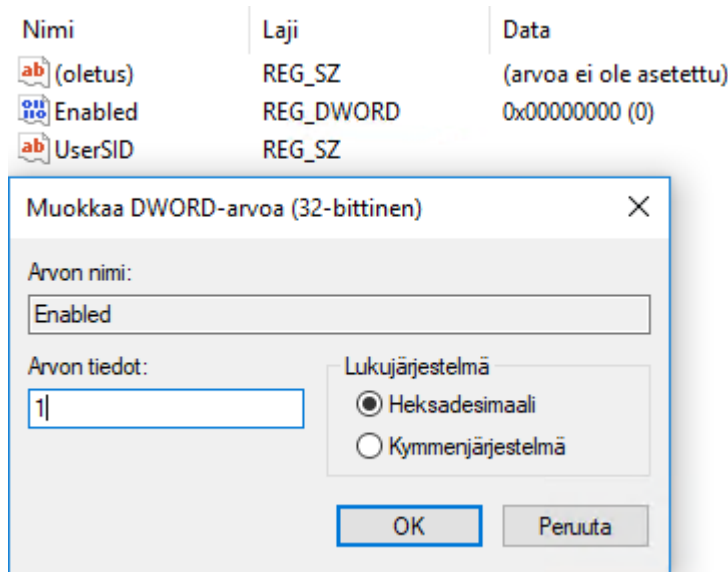 Nimi Laji Data
(oletus) REG_SZ (arvoa ei ole asetettu)
Enabled REG_DWORD 0x00000000 (0)
UserSID REG_SZ
Muokkaa DWORD-arvoa (32-bittinen)
Arvon nimi:
Enabled
Arvon tiedot: Lukujärjestelmä
1 Heksadesimaali
Kymmenjärjestelmä
OK Peruuta